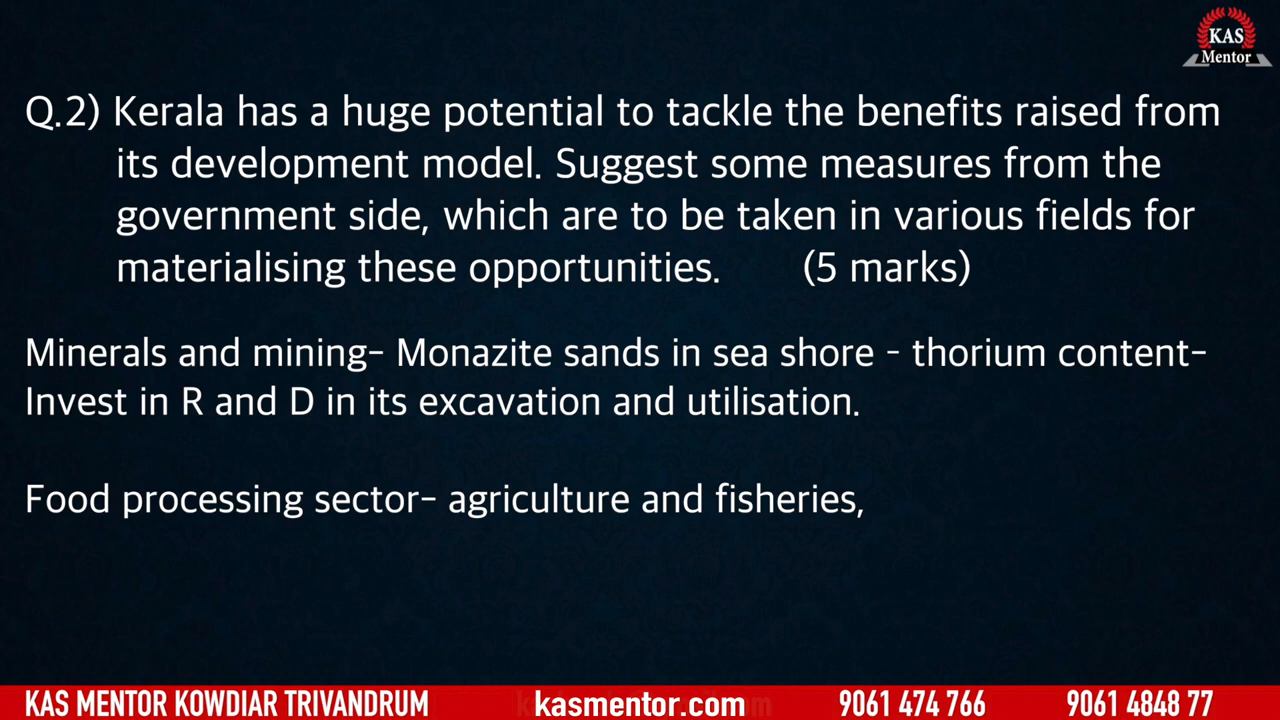 KAS
Mentor
Q.2) Kerala has a huge potential to tackle the benefits raised from
its development model. Suggest some measures from the
government side, which are to be taken in various fields for
materialising these opportunities. (5 marks)
Minerals and mining- Monazite sands in sea shore - thorium content-
Invest in R and D in its excavation and utilisation.
Food processing sector- agriculture and fisheries,
KAS MENTOR KOWDIAR TRIVANDRUM kasmentor.com 9061 474 766 9061 4848 77